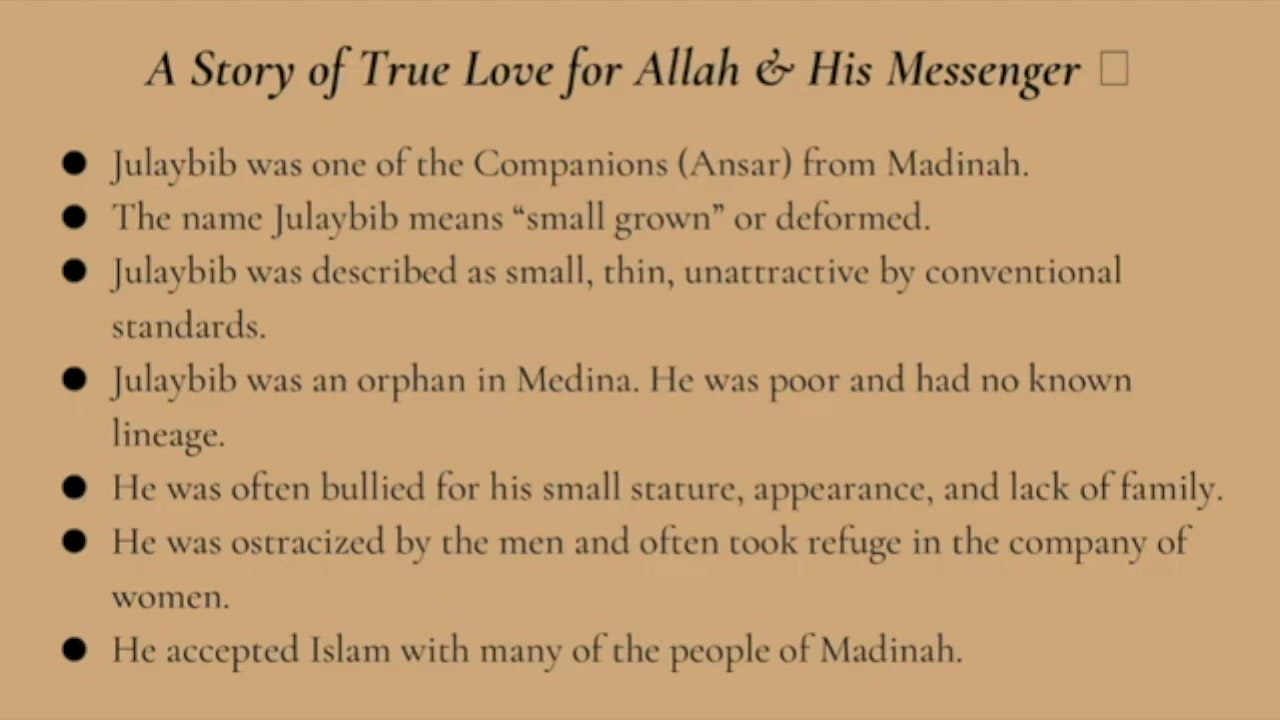 A Story of True Love for Allah & His Messenger □
● Julaybib was one of the Companions (Ansar) from Madinah.
● The name Julaybib means “small grown” or deformed.
● Julaybib was described as small, thin, unattractive by conventional
standards.
● Julaybib was an orphan in Medina. He was poor and had no known
lineage.
● He was often bullied for his small stature, appearance, and lack of family.
● He was ostracized by the men and often took refuge in the company of
women.
● He accepted Islam with many of the people of Madinah.